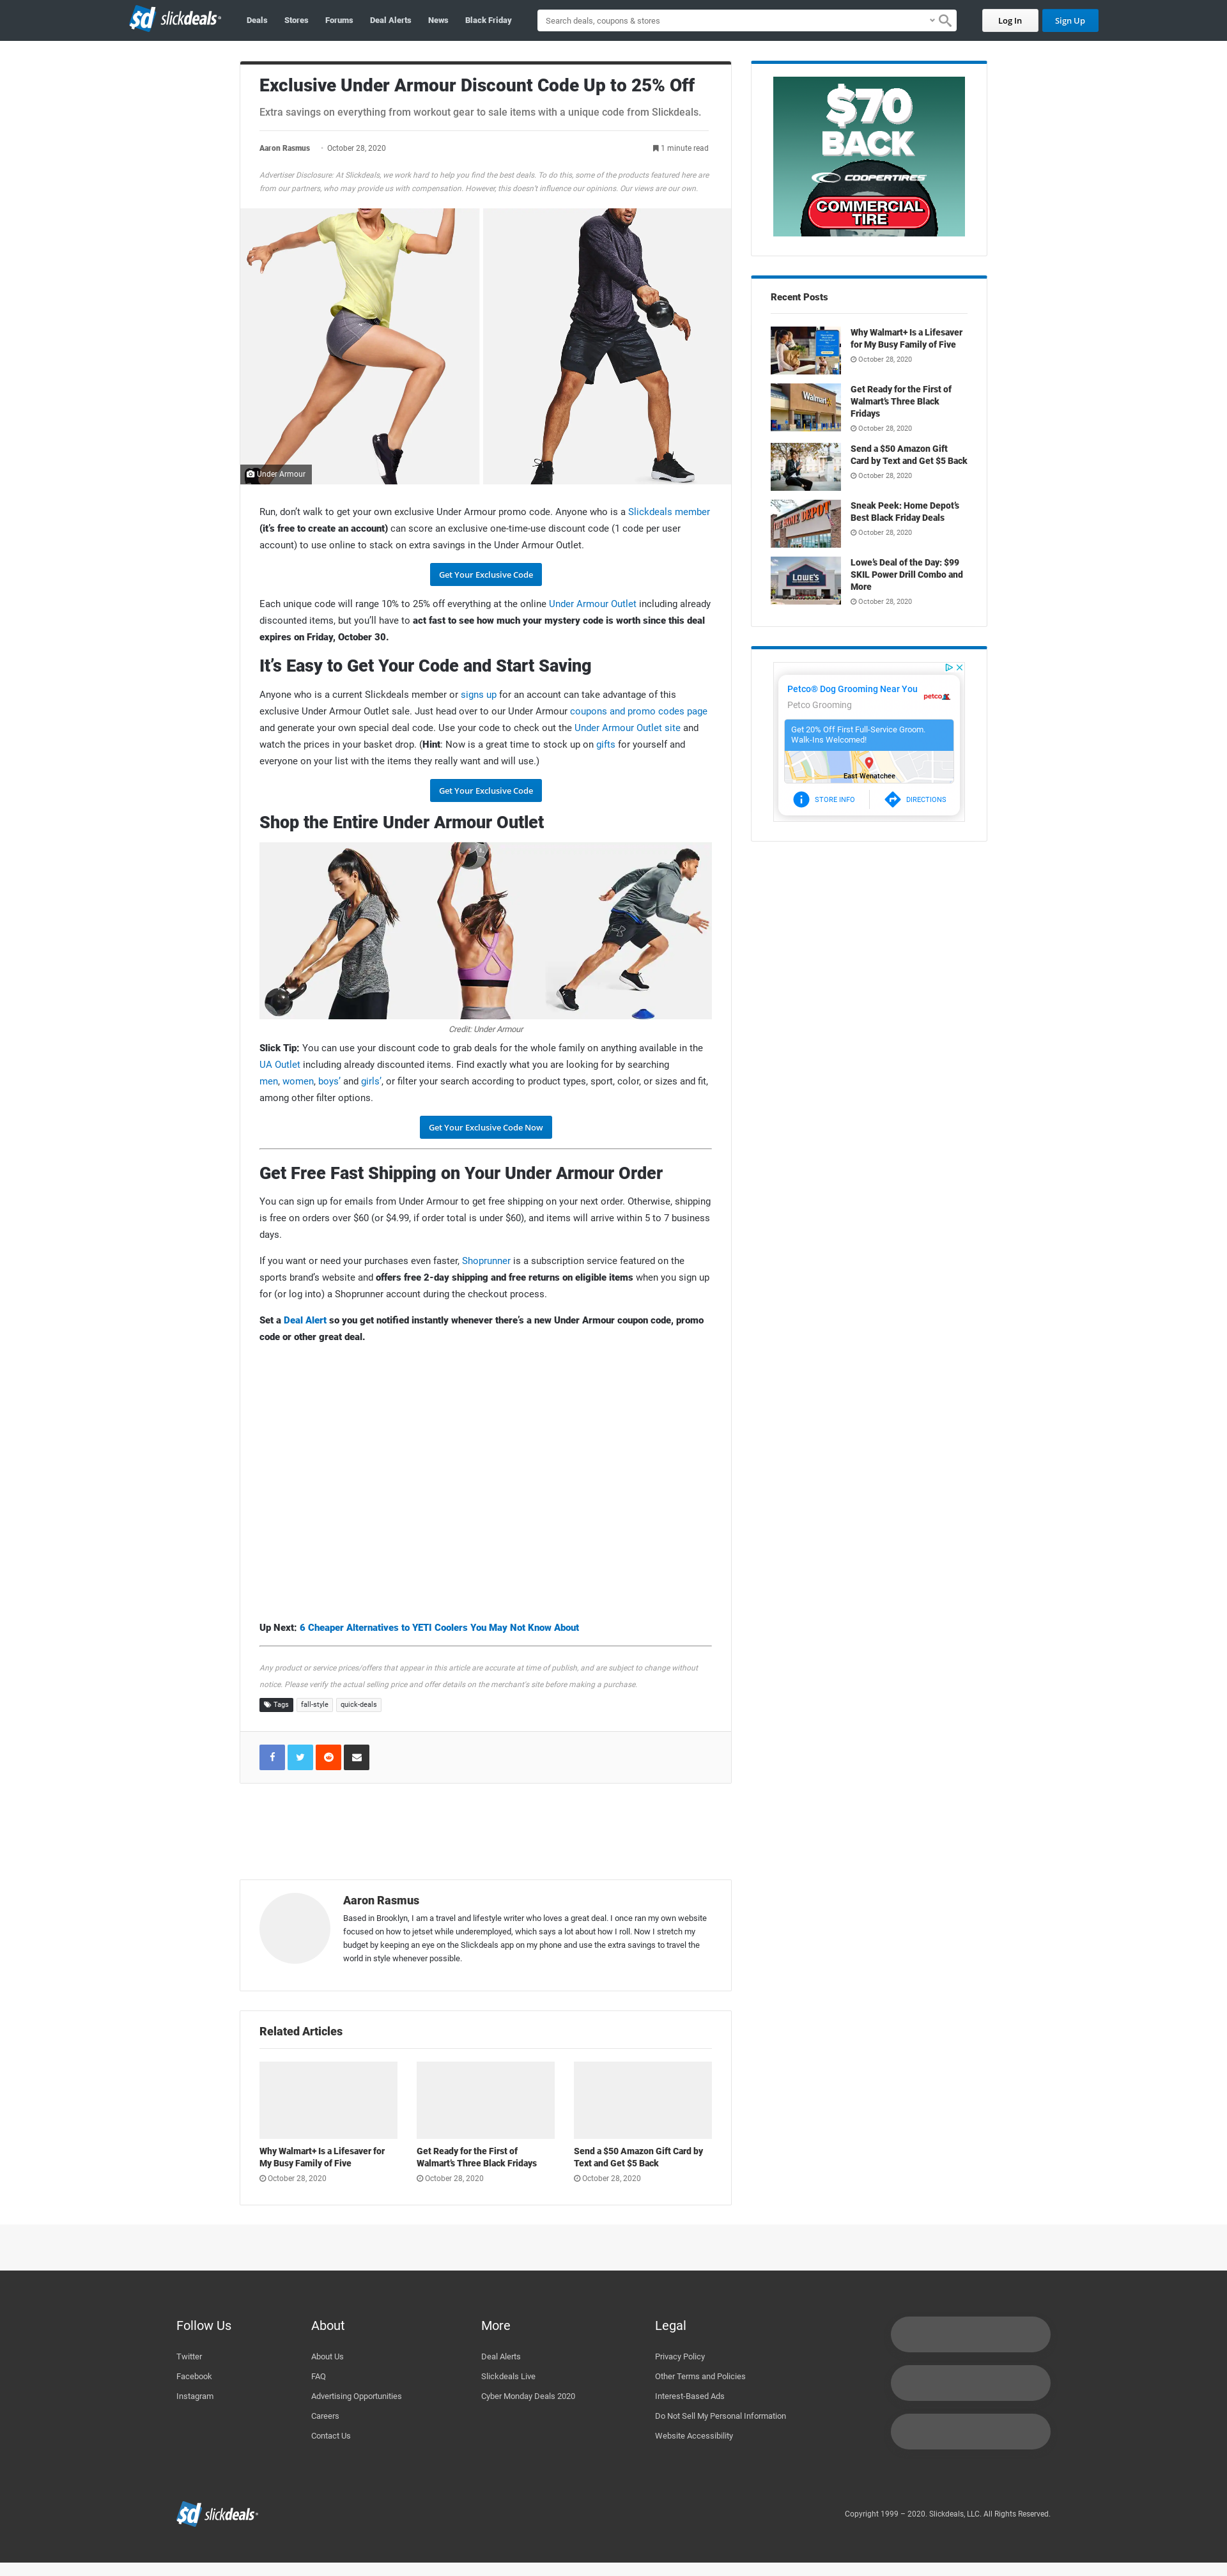 slickdeals
Deals Stores Forums Deal Alerts News Black Friday
Search deals, coupons & stores
Log In
Sign Up
Exclusive Under Armour Discount Code Up to 25% Off
Extra savings on everything from workout gear to sale items with a unique code from Slickdeals.
Aaron Rasmus · October 28, 2020
1 minute read
Advertiser Disclosure: At Slickdeals, we work hard to help you find the best deals. To do this, some of the products featured here are
from our partners, who may provide us with compensation. However, this doesn't influence our opinions. Our views are our own.
Under Armour
Run, don’t walk to get your own exclusive Under Armour promo code. Anyone who is a Slickdeals member
(it’s free to create an account) can score an exclusive one-time-use discount code (1 code per user
account) to use online to stack on extra savings in the Under Armour Outlet.
Get Your Exclusive Code
Each unique code will range 10% to 25% off everything at the online Under Armour Outlet including already
discounted items, but you’ll have to act fast to see how much your mystery code is worth since this deal
expires on Friday, October 30.
It’s Easy to Get Your Code and Start Saving
Anyone who is a current Slickdeals member or signs up for an account can take advantage of this
exclusive Under Armour Outlet sale. Just head over to our Under Armour coupons and promo codes page
and generate your own special deal code. Use your code to check out the Under Armour Outlet site and
watch the prices in your basket drop. (Hint: Now is a great time to stock up on gifts for yourself and
everyone on your list with the items they really want and will use.)
Get Your Exclusive Code
Shop the Entire Under Armour Outlet
Credit: Under Armour
Slick Tip: You can use your discount code to grab deals for the whole family on anything available in the
UA Outlet including already discounted items. Find exactly what you are looking for by searching
men, women, boys’ and girls’, or filter your search according to product types, sport, color, or sizes and fit,
among other filter options.
Get Your Exclusive Code Now
Get Free Fast Shipping on Your Under Armour Order
You can sign up for emails from Under Armour to get free shipping on your next order. Otherwise, shipping
is free on orders over $60 (or $4.99, if order total is under $60), and items will arrive within 5 to 7 business
days.
If you want or need your purchases even faster, Shoprunner is a subscription service featured on the
sports brand’s website and offers free 2-day shipping and free returns on eligible items when you sign up
for (or log into) a Shoprunner account during the checkout process.
Set a Deal Alert so you get notified instantly whenever there’s a new Under Armour coupon code, promo
code or other great deal.
Up Next: 6 Cheaper Alternatives to YETI Coolers You May Not Know About
Any product or service prices/offers that appear in this article are accurate at time of publish, and are subject to change without
notice. Please verify the actual selling price and offer details on the merchant’s site before making a purchase.
Tags fall-style quick-deals
Aaron Rasmus
Based in Brooklyn, I am a travel and lifestyle writer who loves a great deal. I once ran my own website
focused on how to jetset while underemployed, which says a lot about how I roll. Now I stretch my
budget by keeping an eye on the Slickdeals app on my phone and use the extra savings to travel the
world in style whenever possible.
Related Articles
Why Walmart+ Is a Lifesaver for
My Busy Family of Five
October 28, 2020
Get Ready for the First of
Walmart’s Three Black Fridays
October 28, 2020
Send a $50 Amazon Gift Card by
Text and Get $5 Back
October 28, 2020
$70
BACK
COOPERTIRES
COMMERCIAL
TIRE
Recent Posts
Why Walmart+ Is a Lifesaver
for My Busy Family of Five
October 28, 2020
Walmart
Get Ready for the First of
Walmart’s Three Black
Fridays
October 28, 2020
Send a $50 Amazon Gift
Card by Text and Get $5 Back
October 28, 2020
THE HOME DEPOT
Sneak Peek: Home Depot’s
Best Black Friday Deals
October 28, 2020
LOWE'S
Lowe’s Deal of the Day: $99
SKIL Power Drill Combo and
More
October 28, 2020
Petco® Dog Grooming Near You
Petco Grooming
petco
Get 20% Off First Full-Service Groom.
Walk-Ins Welcomed!
East Wenatchee
STORE INFO
DIRECTIONS
Follow Us
Twitter
Facebook
Instagram
About
About Us
FAQ
Advertising Opportunities
Careers
Contact Us
More
Deal Alerts
Slickdeals Live
Cyber Monday Deals 2020
Legal
Privacy Policy
Other Terms and Policies
Interest-Based Ads
Do Not Sell My Personal Information
Website Accessibility
slickdeals
Copyright 1999 – 2020. Slickdeals, LLC. All Rights Reserved.